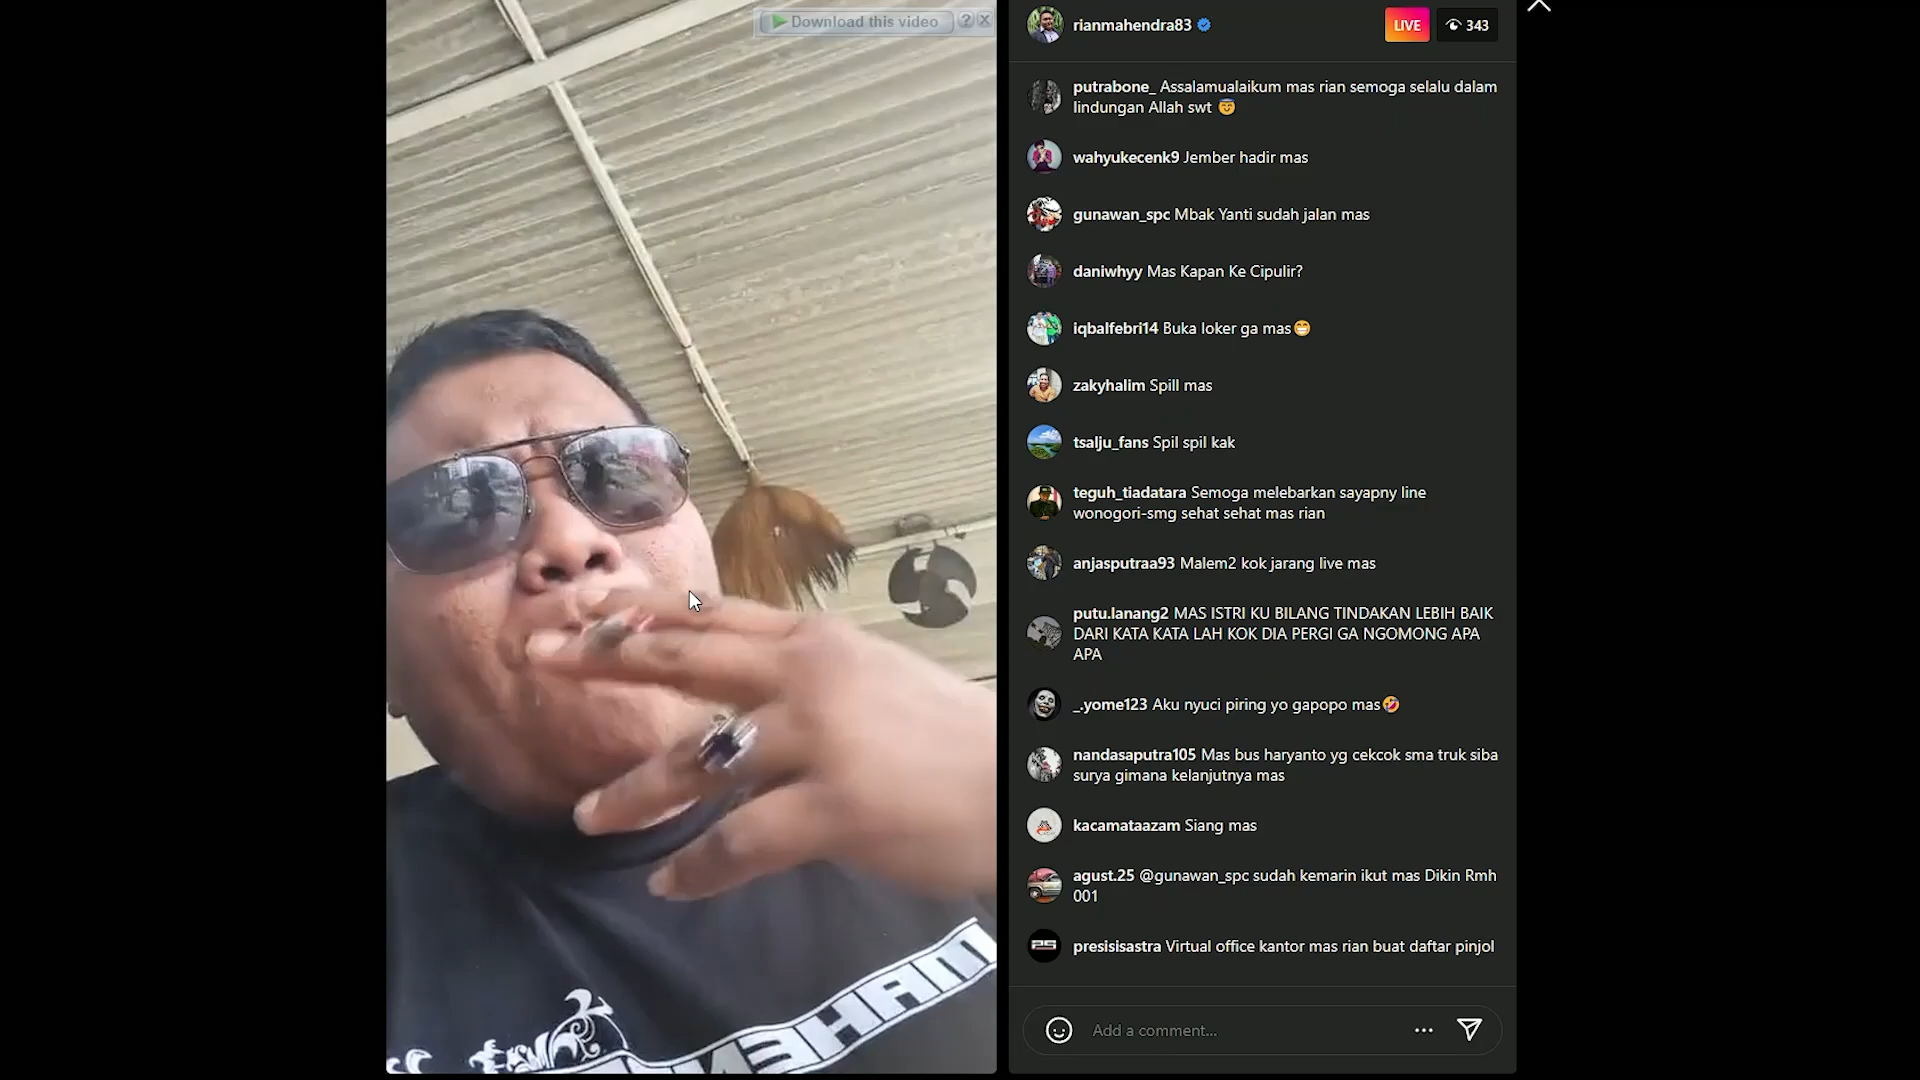 Download this video
rianmahendra83
LIVE
343
putrabone_ Assalamualaikum mas rian semoga selalu dalam
lindungan Allah swt 😇
wahyukecenk9 Jember hadir mas
gunawan_spc Mbak Yanti sudah jalan mas
daniwhyy Mas Kapan Ke Cipulir?
iqbalfebri14 Buka loker ga mas😁
zakyhalim Spill mas
tsalju_fans Spil spil kak
teguh_tiadatara Semoga melebarkan sayapny line
wonogori-smg sehat sehat mas rian
anjasputraa93 Malem2 kok jarang live mas
putu.lanang2 MAS ISTRI KU BILANG TINDAKAN LEBIH BAIK
DARI KATA KATA LAH KOK DIA PERGI GA NGOMONG APA
APA
_.yome123 Aku nyuci piring yo gapopo mas🤣
nandasaputra105 Mas bus haryanto yg cekcok sma truk siba
surya gimana kelanjutnya mas
kacamataazam Siang mas
agust.25 @gunawan_spc sudah kemarin ikut mas Dikin Rmh
001
presisisastra Virtual office kantor mas rian buat daftar pinjol
Add a comment...